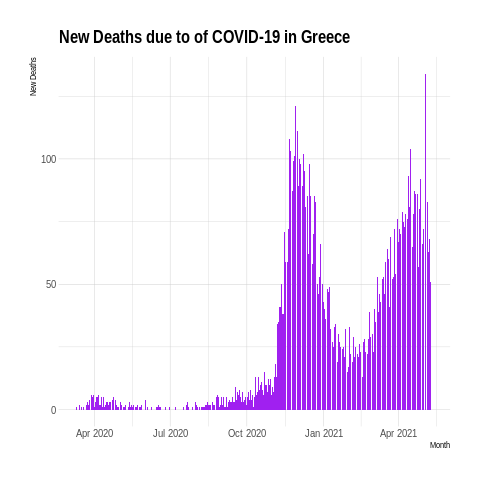 New Deaths due to of COVID-19 in Greece
New Deaths
100
50
0
Apr 2020 Jul 2020 Oct 2020 Jan 2021 Apr 2021
Month